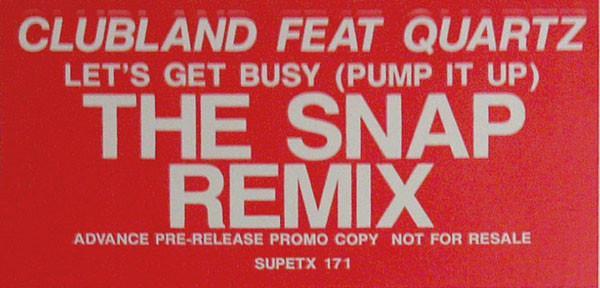 CLUBLAND FEAT QUARTZ
LET'S GET BUSY (PUMP IT UP)
THE SNAP
REMIX
ADVANCE PRE-RELEASE PROMO COPY NOT FOR RESALE
SUPETX 171